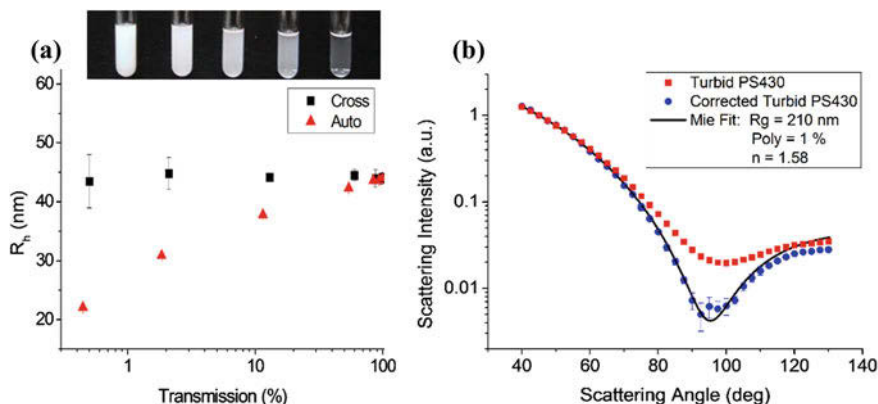 (a)
60
50
40
30
20
R_h (nm)
Cross
Auto
1
10
100
Transmission (%)
(b)
1
0.1
0.01
Scattering Intensity (a.u.)
Turbid PS430
Corrected Turbid PS430
Mie Fit: Rg = 210 nm
Poly = 1 %
n = 1.58
40
60
80
100
120
140
Scattering Angle (deg)